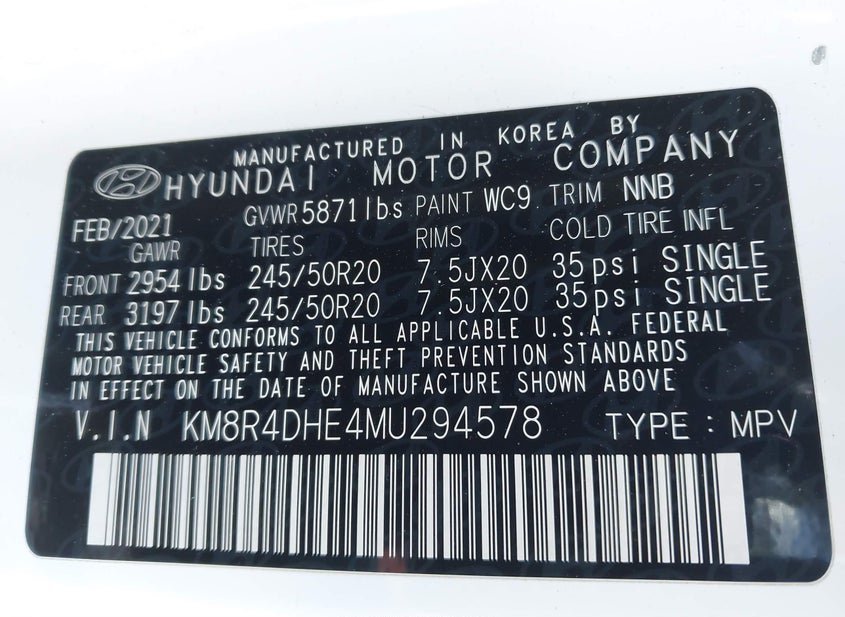 MANUFACTURED IN KOREA BY
HYUNDAI MOTOR COMPANY
FEB/2021 GVWR 5871lbs PAINT WC9 TRIM NNB
GAWR TIRES RIMS COLD TIRE INFL
FRONT 2954 lbs 245/50R20 7.5JX20 35psi SINGLE
REAR 3197 lbs 245/50R20 7.5JX20 35psi SINGLE
THIS VEHICLE CONFORMS TO ALL APPLICABLE U.S.A. FEDERAL
MOTOR VEHICLE SAFETY AND THEFT PREVENTION STANDARDS
IN EFFECT ON THE DATE OF MANUFACTURE SHOWN ABOVE
V.I.N KM8R4DHE4MU294578 TYPE : MPV